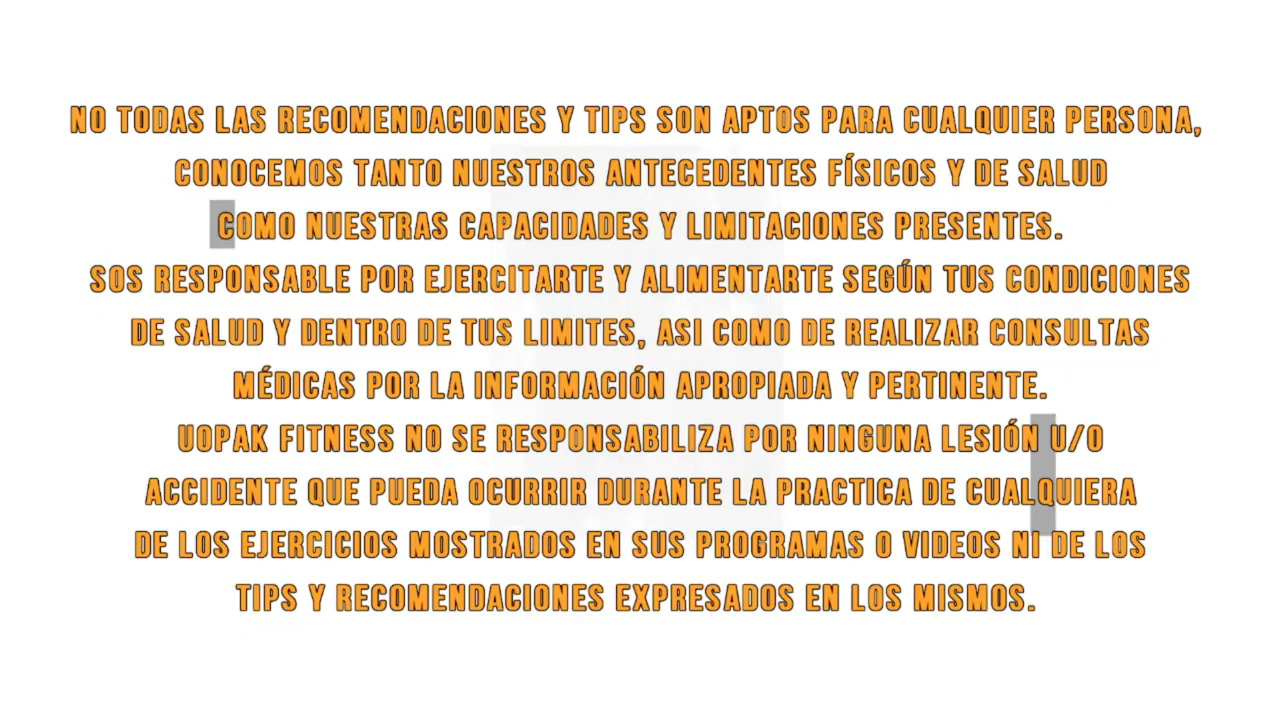 NO TODAS LAS RECOMENDACIONES Y TIPS SON APTOS PARA CUALQUIER PERSONA,
CONOCEMOS TANTO NUESTROS ANTECEDENTES FÍSICOS Y DE SALUD
COMO NUESTRAS CAPACIDADES Y LIMITACIONES PRESENTES.
SOS RESPONSABLE POR EJERCITARTE Y ALIMENTARTE SEGÚN TUS CONDICIONES
DE SALUD Y DENTRO DE TUS LIMITES, ASI COMO DE REALIZAR CONSULTAS
MÉDICAS POR LA INFORMACIÓN APROPIADA Y PERTINENTE.
UOPAK FITNESS NO SE RESPONSABILIZA POR NINGUNA LESIÓN U/O
ACCIDENTE QUE PUEDA OCURRIR DURANTE LA PRACTICA DE CUALQUIERA
DE LOS EJERCICIOS MOSTRADOS EN SUS PROGRAMAS O VIDEOS NI DE LOS
TIPS Y RECOMENDACIONES EXPRESADOS EN LOS MISMOS.